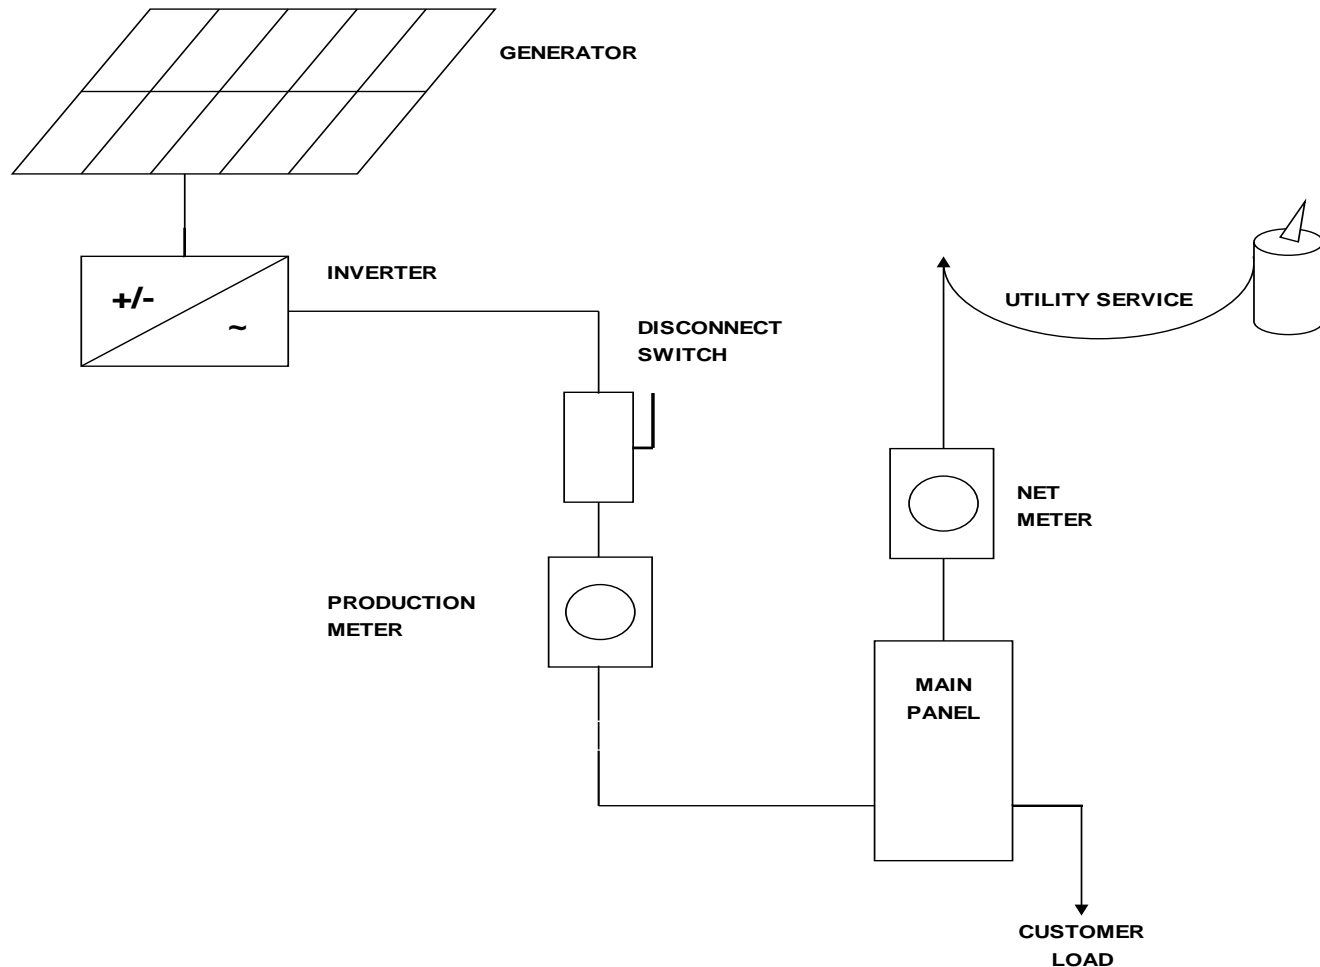 GENERATOR
INVERTER
+/-
~
UTILITY SERVICE
DISCONNECT
SWITCH
NET
METER
PRODUCTION
METER
MAIN
PANEL
CUSTOMER
LOAD